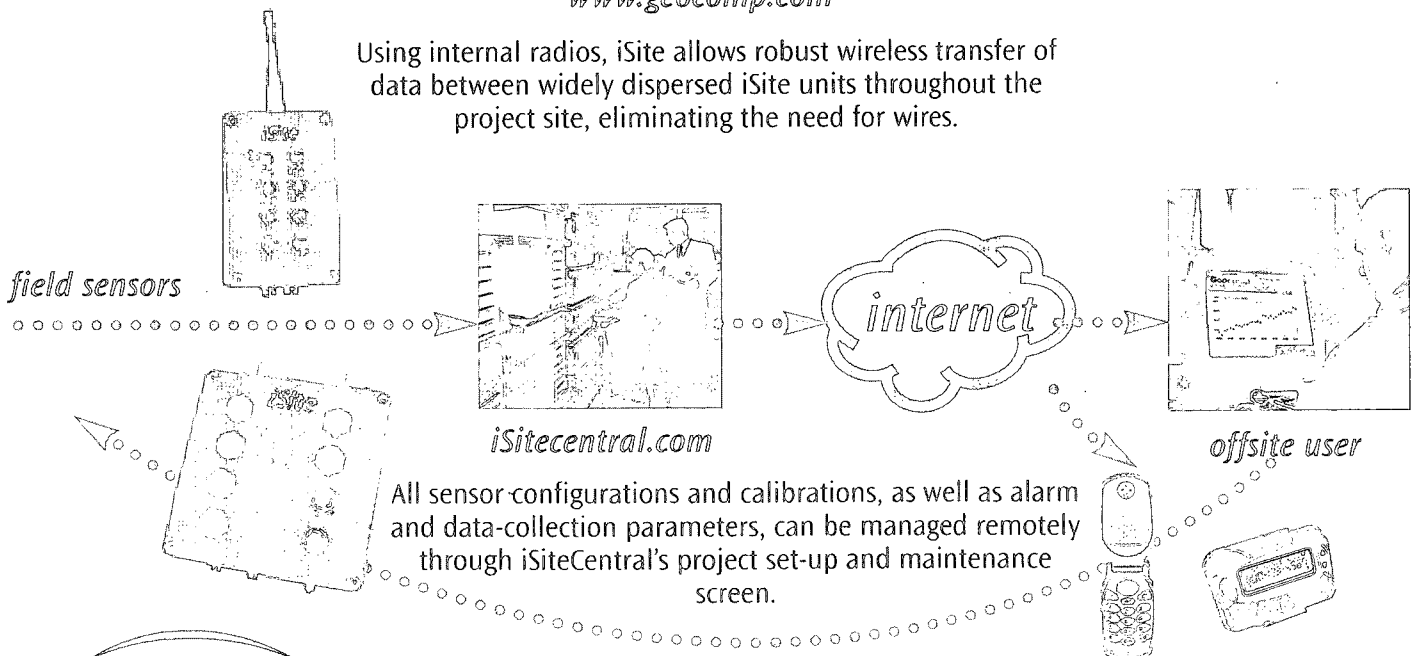 www.geocomp.com
Using internal radios, iSite allows robust wireless transfer of
data between widely dispersed iSite units throughout the
project site, eliminating the need for wires.
iSite
field sensors
internet
iSite
iSitecentral.com
offsite user
All sensor configurations and calibrations, as well as alarm
and data-collection parameters, can be managed remotely
through iSiteCentral's project set-up and maintenance
screen.